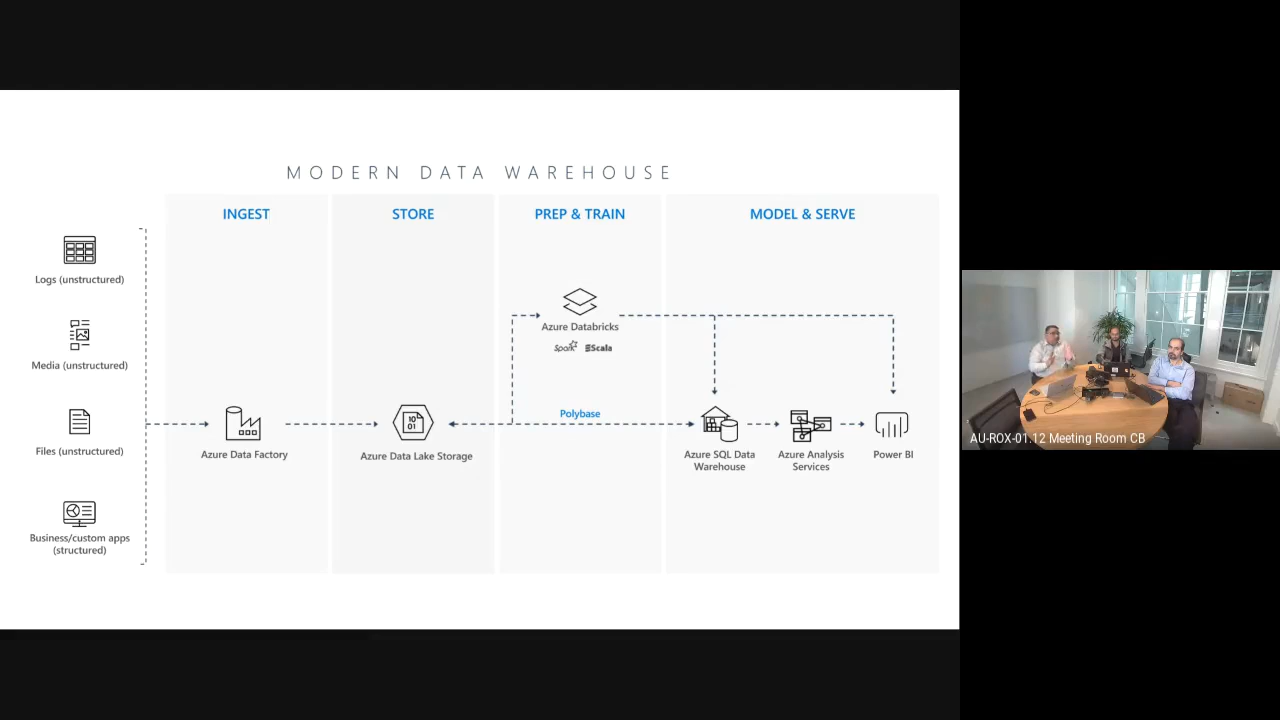 MODERN DATA WAREHOUSE
INGEST
STORE
PREP & TRAIN
MODEL & SERVE
Logs (unstructured)
Media (unstructured)
Files (unstructured)
Business/custom apps
(structured)
Azure Data Factory
10
01
Azure Data Lake Storage
Azure Databricks
Spark
Scala
Polybase
Azure SQL Data
Warehouse
Azure Analysis
Services
Power BI
AU-ROX-01.12 Meeting Room CB